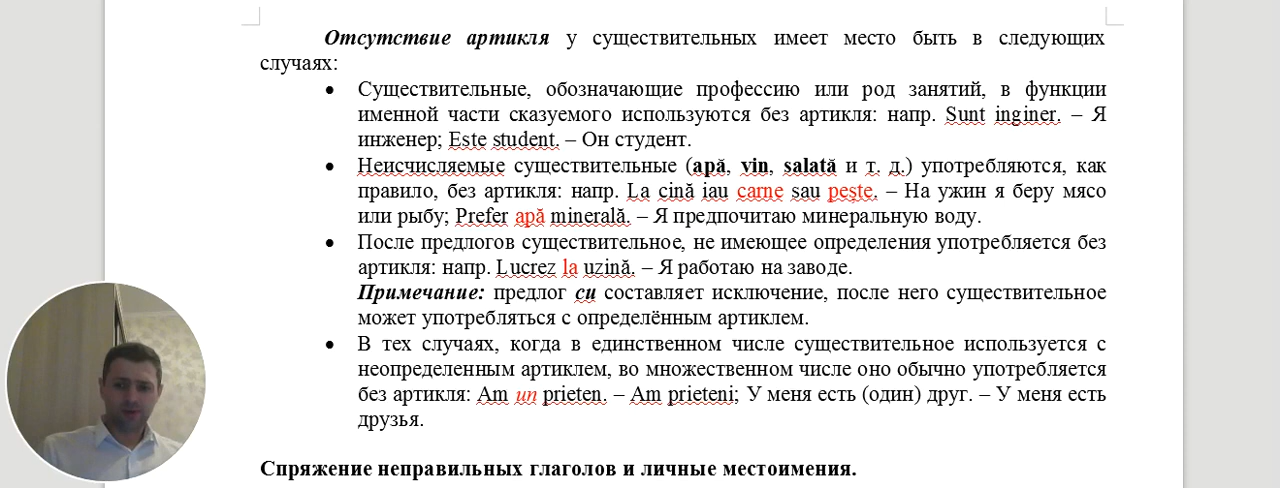 Отсутствие артикля у существительных имеет место быть в следующих
случаях:
• Существительные, обозначающие профессию или род занятий, в функции
именной части сказуемого используются без артикля: напр. Sunt inginer. – Я
инженер; Este student. – Он студент.
• Неисчисляемые существительные (apă, vin, salată и т. д.) употребляются, как
правило, без артикля: напр. La cină iau carne sau pește. – На ужин я беру мясо
или рыбу; Prefer apă minerală. – Я предпочитаю минеральную воду.
• После предлогов существительное, не имеющее определения употребляется без
артикля: напр. Lucrez la uzină. – Я работаю на заводе.
Примечание: предлог cu составляет исключение, после него существительное
может употребляться с определённым артиклем.
• В тех случаях, когда в единственном числе существительное используется с
неопределенным артиклем, во множественном числе оно обычно употребляется
без артикля: Am un prieten. – Am prieteni; У меня есть (один) друг. – У меня есть
друзья.
Спряжение неправильных глаголов и личные местоимения.